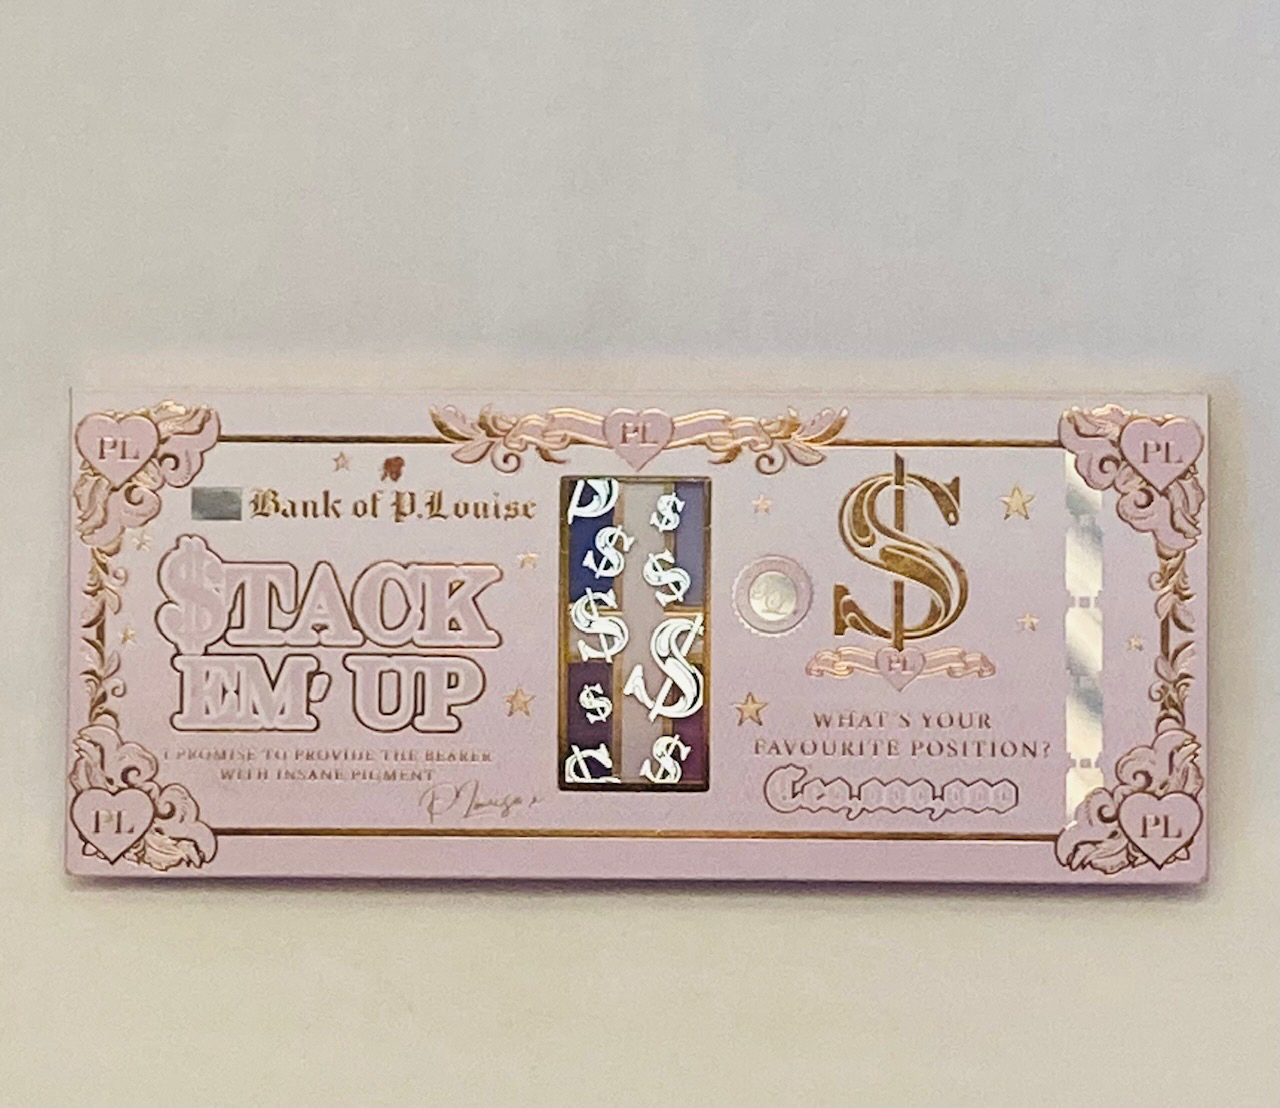 PL
PL
PL
Bank of P.Louise
$TACK
EM' UP
I PROMISE TO PROVIDE THE BEARER
WITH INSANE PIGMENT
P.Louise x
$
PL
WHAT'S YOUR
FAVOURITE POSITION?
PL
PL